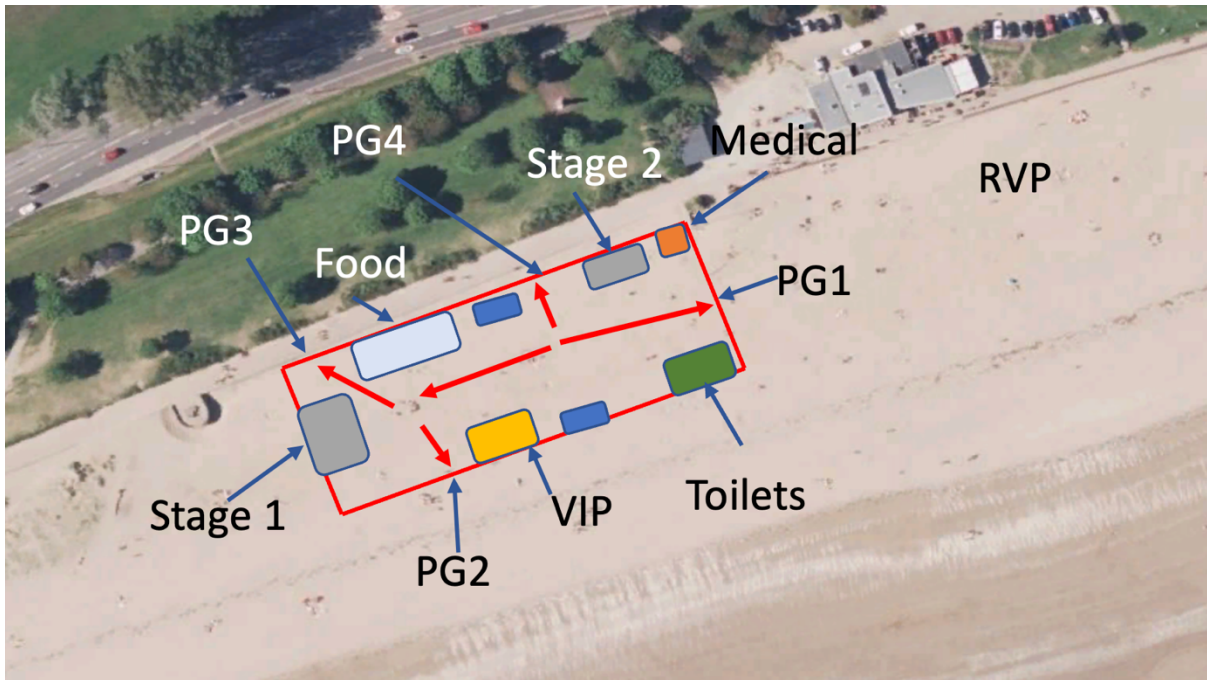 PG4
Stage 2
Medical
RVP
PG3
Food
PG1
Stage 1
VIP
Toilets
PG2